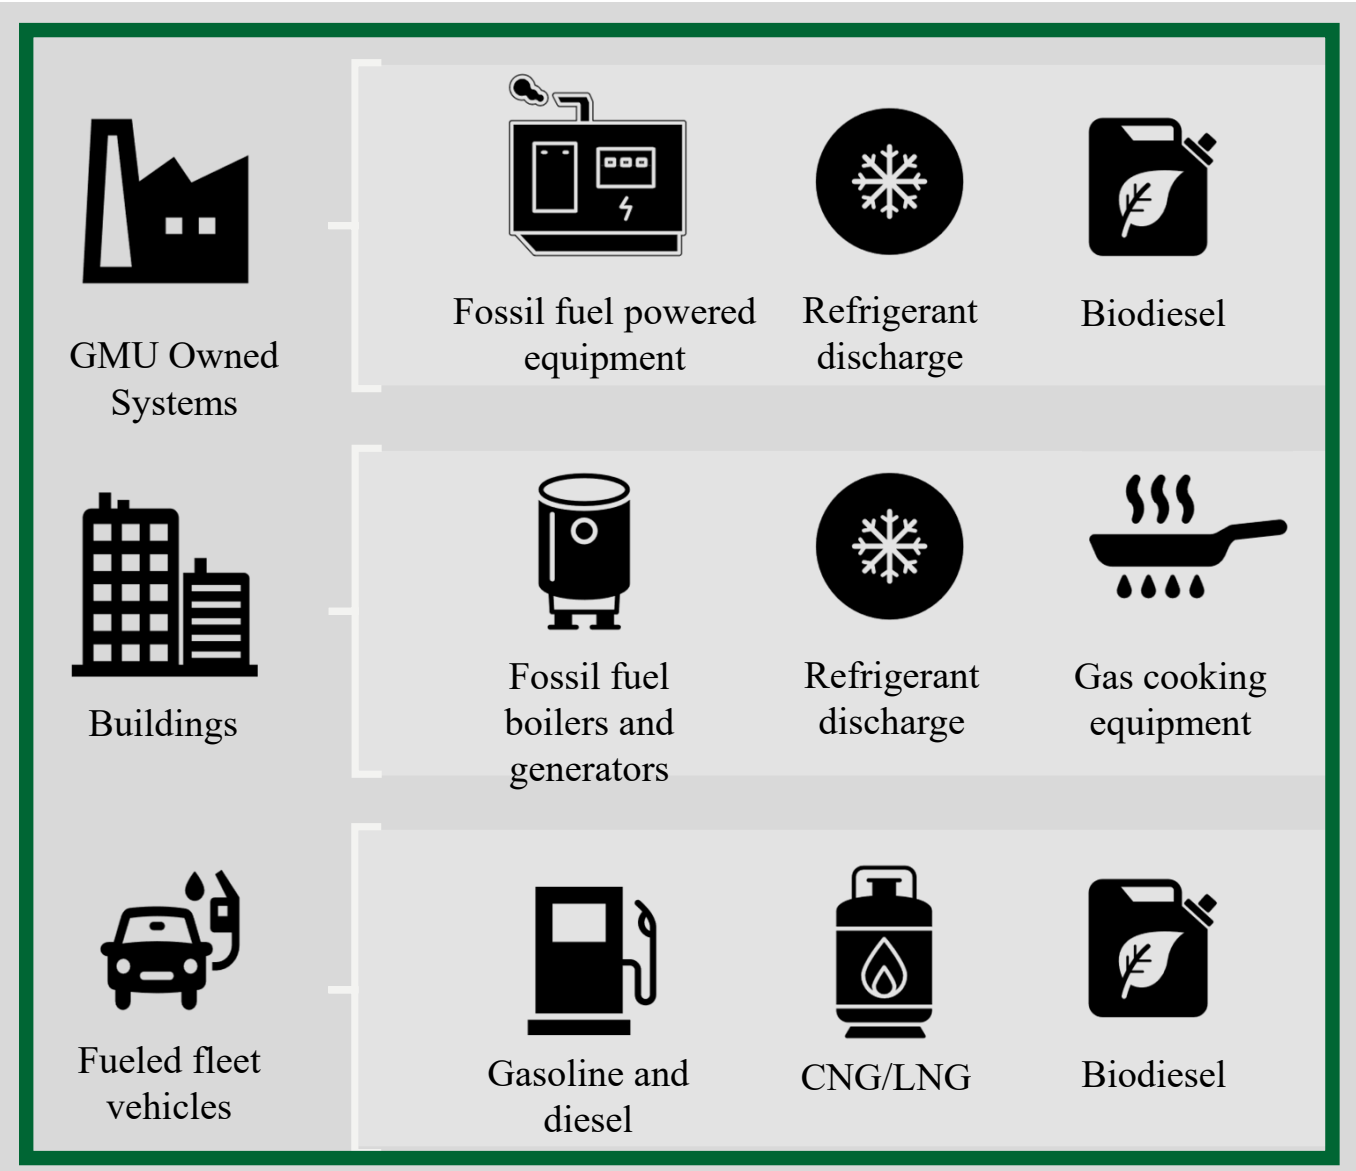 GMU Owned
Systems
Fossil fuel powered
equipment
Refrigerant
discharge
Biodiesel
Buildings
Fossil fuel
boilers and
generators
Refrigerant
discharge
Gas cooking
equipment
Fueled fleet
vehicles
Gasoline and
diesel
CNG/LNG
Biodiesel